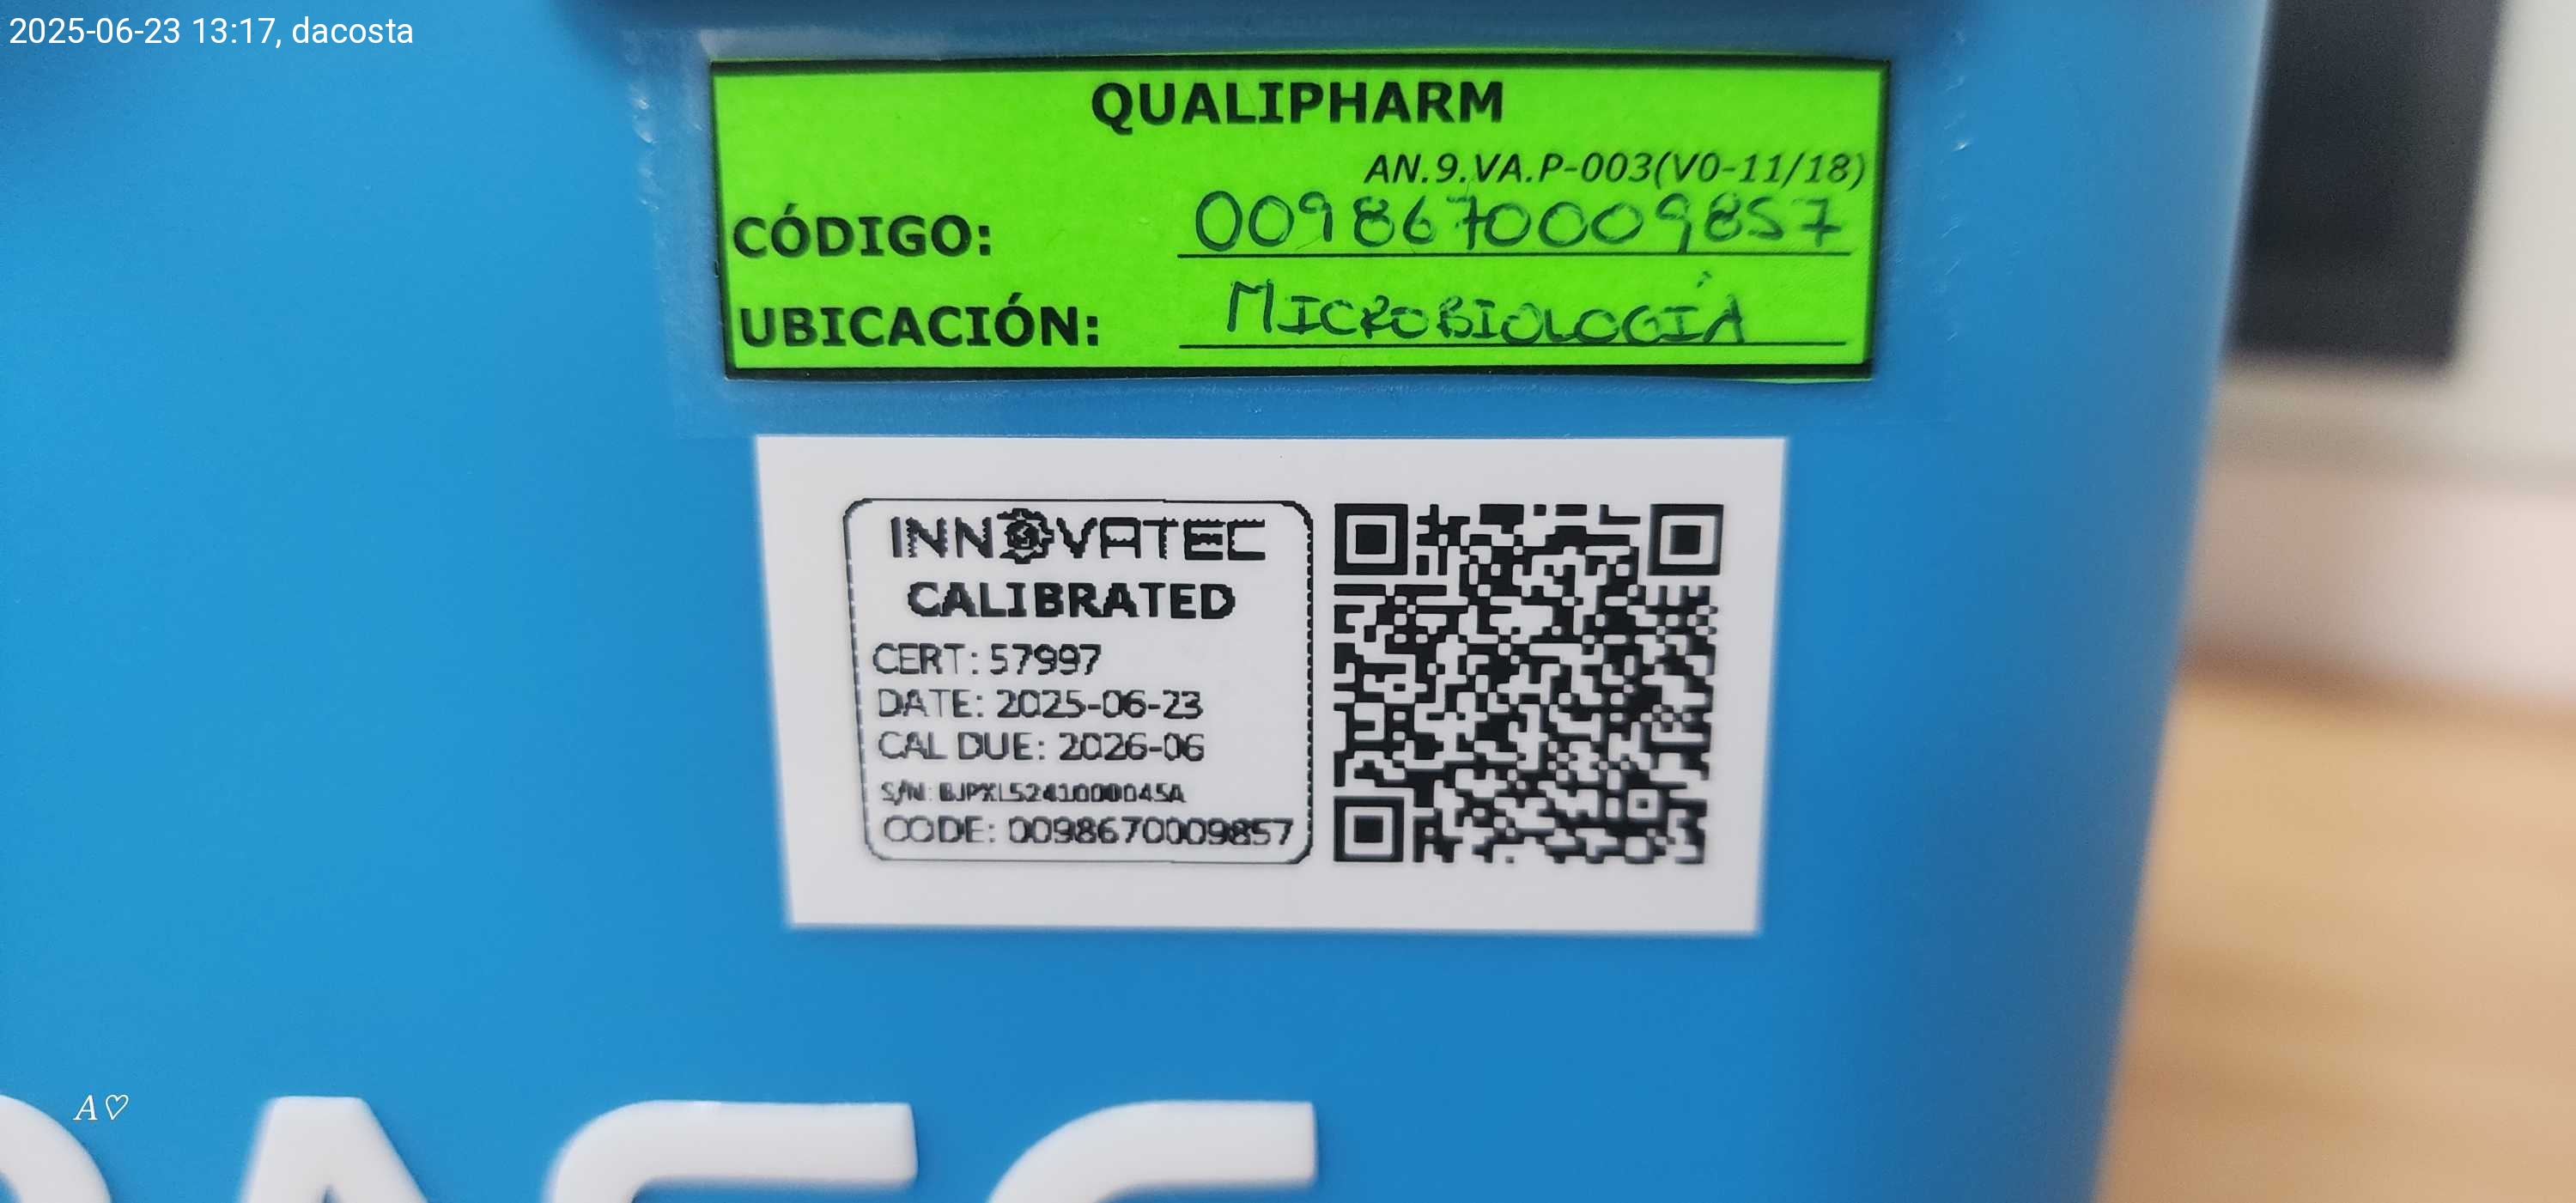 2025-06-23 13:17, dacosta
QUALIPHARM
AN.9.VA.P-003(V0-11/18)
CÓDIGO: 0098670009857
UBICACIÓN: MICROBIOLOGÍA
INNOVATEC
CALIBRATED
CERT: 57997
DATE: 2025-06-23
CAL DUE: 2026-06
S/N: BJPXL5241000045A
CODE: 0098670009857
A♡